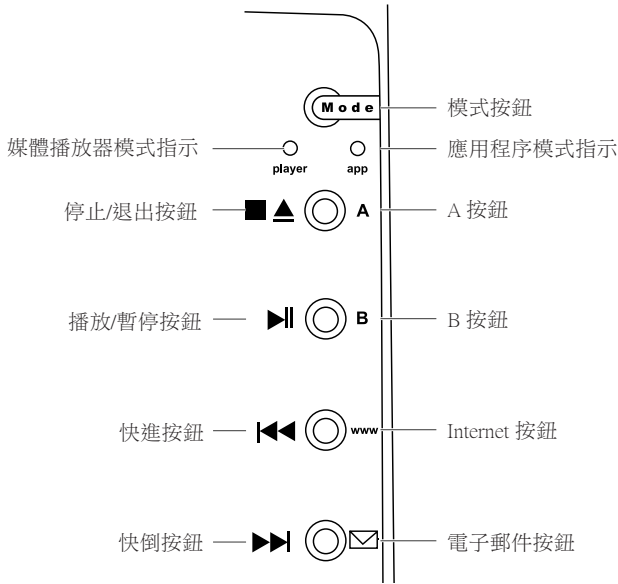 Mode
模式按鈕
媒體播放器模式指示
應用程序模式指示
player
app
停止/退出按鈕
A
A 按鈕
播放/暫停按鈕
B
B 按鈕
快進按鈕
www
Internet 按鈕
快倒按鈕
電子郵件按鈕